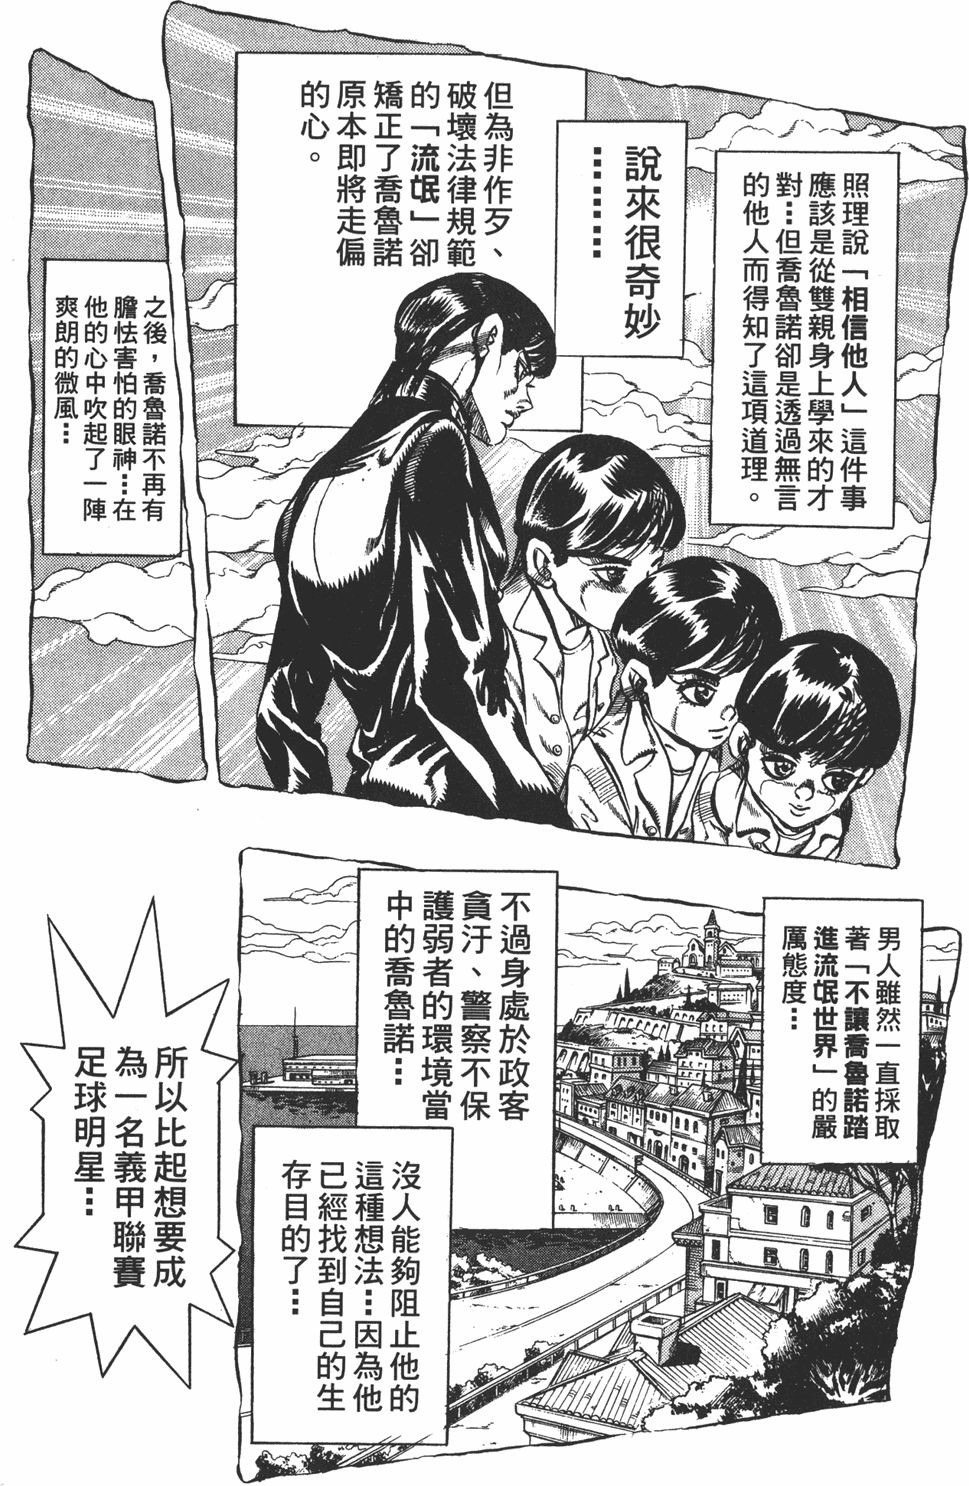 照理說「相信他人」這件事
應該是從雙親身上學來的才
對…但喬魯諾卻是透過無言
的他人而得知了這項道理。
說來很奇妙
……
但為非作歹、
破壞法律規範
的「流氓」卻
矯正了喬魯諾
原本即將走偏
的心。
之後，喬魯諾不再有
膽怯害怕的眼神…在
他的心中吹起了一陣
爽朗的微風…
男人雖然一直採取
著「不讓喬魯諾踏
進流氓世界」的嚴
厲態度…
不過身處於政客
貪汙、警察不保
護弱者的環境當
中的喬魯諾…
沒人能夠阻止他的
這種想法…因為他
已經找到自己的生
存目的了…
所以比起想要成
為一名義甲聯賽
足球明星…